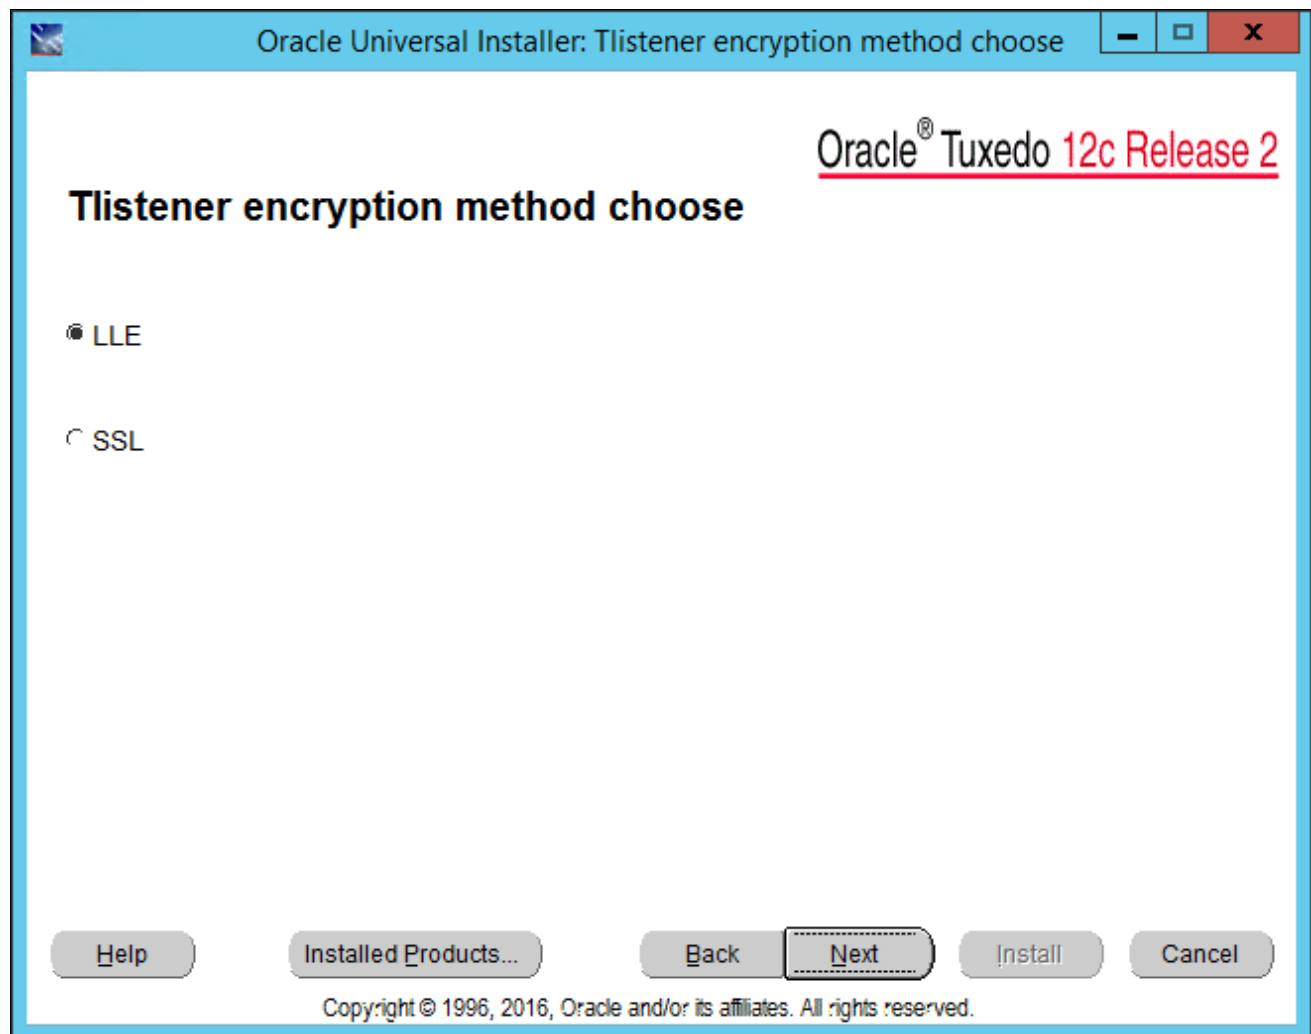 Oracle Universal Installer: Tlistener encryption method choose
Oracle® Tuxedo 12c Release 2
Tlistener encryption method choose
LLE
SSL
Help
Installed Products...
Back
Next
Install
Cancel
Copyright © 1996, 2016, Oracle and/or its affiliates. All rights reserved.